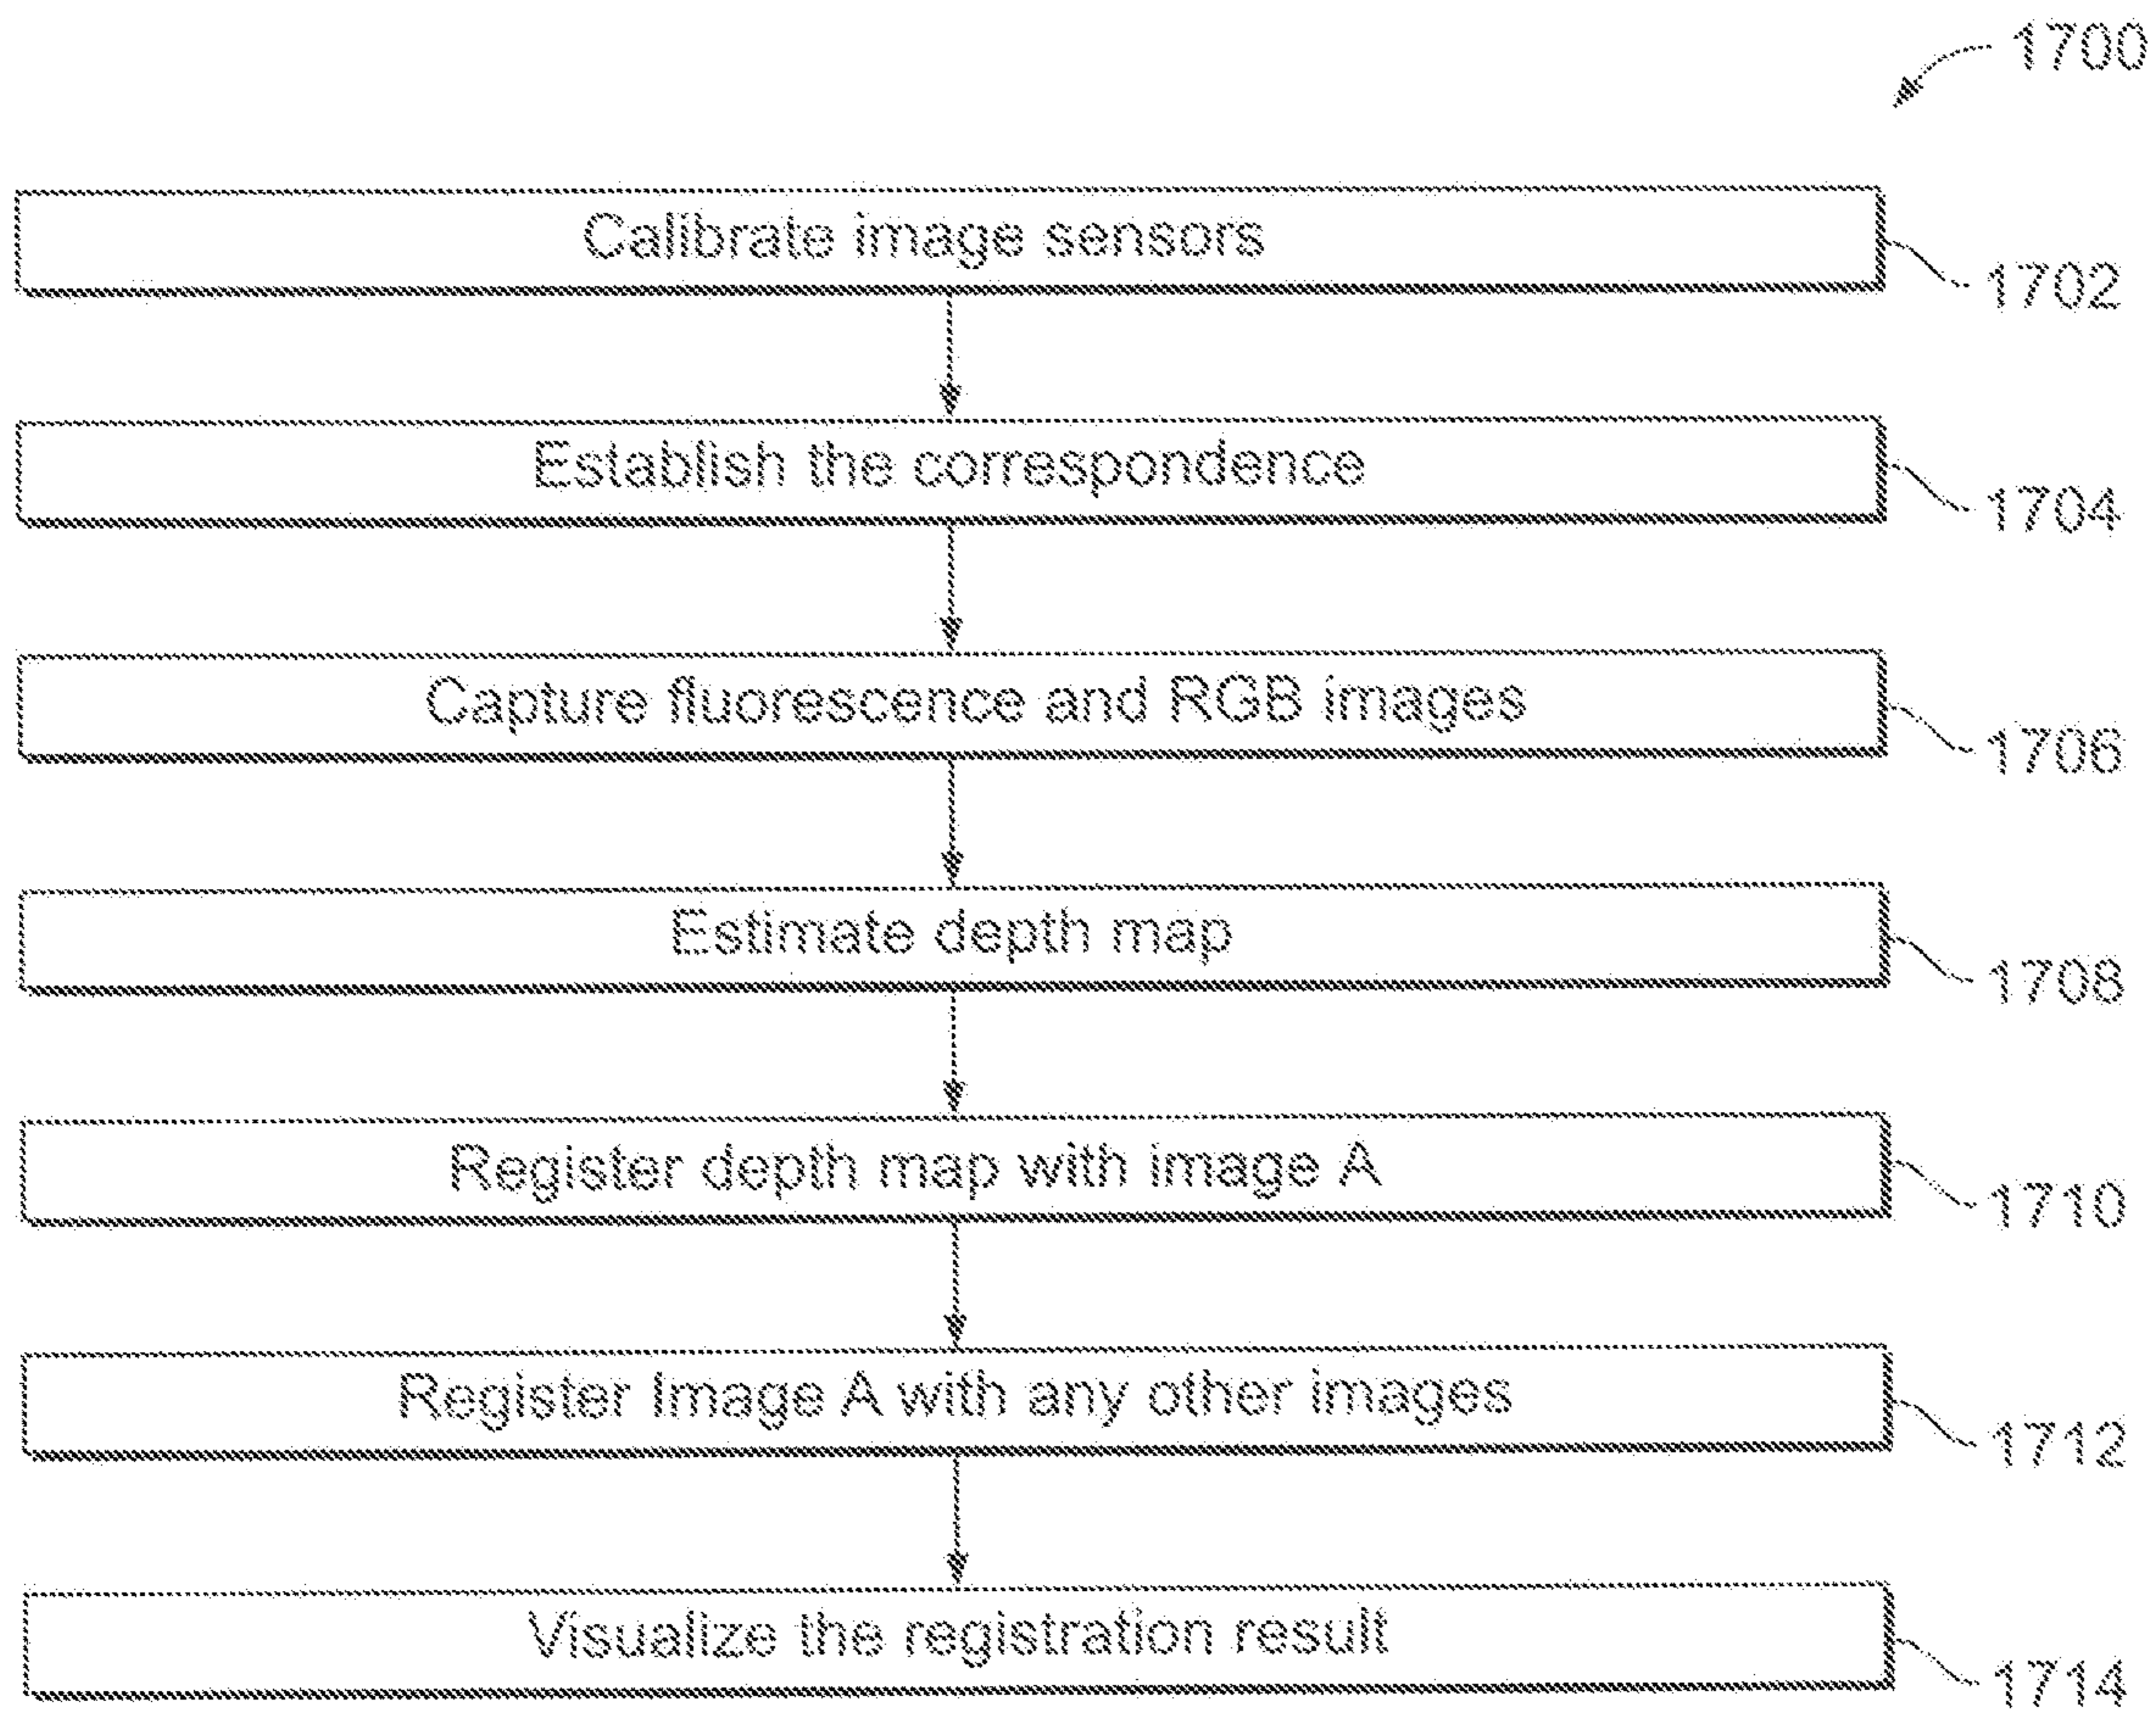 1700
Calibrate image sensors
1702
Establish the correspondence
1704
Capture fluorescence and RGB images
1706
Estimate depth map
1708
Register depth map with image A
1710
Register Image A with any other images
1712
Visualize the registration result
1714